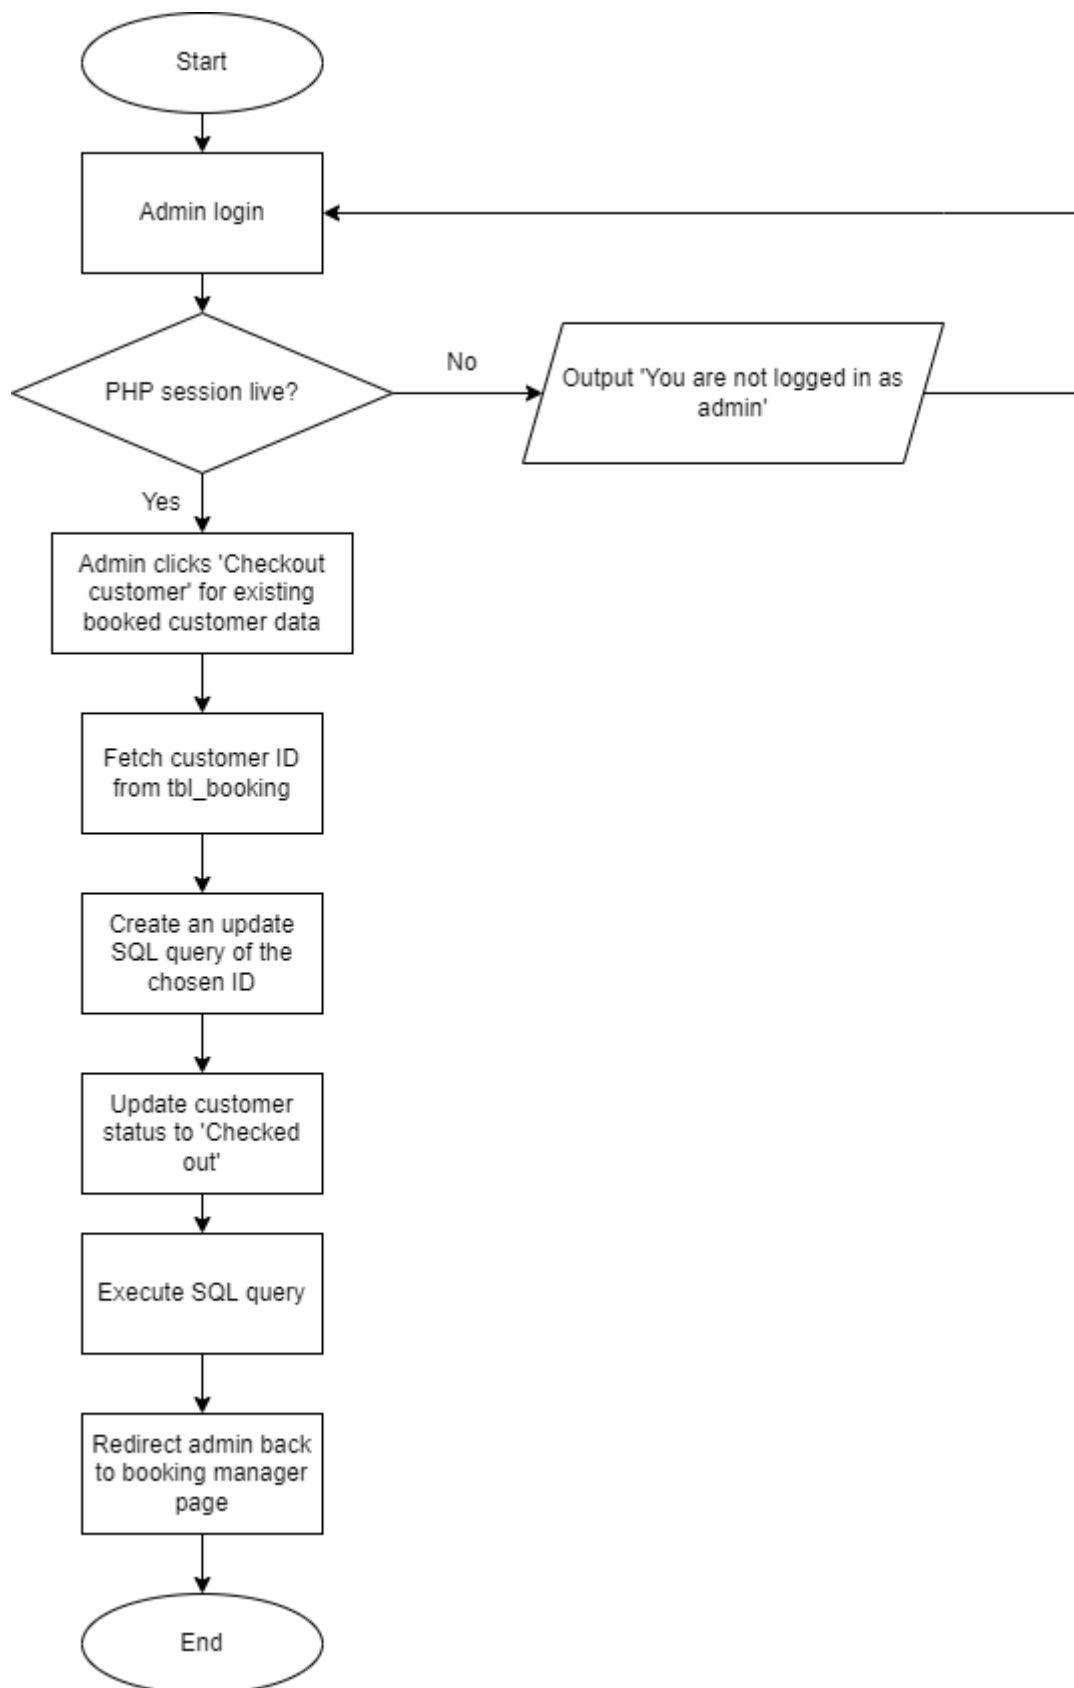 Start
Admin login
PHP session live?
No
Output 'You are not logged in as
admin'
Yes
Admin clicks 'Checkout
customer' for existing
booked customer data
Fetch customer ID
from tbl_booking
Create an update
SQL query of the
chosen ID
Update customer
status to 'Checked
out'
Execute SQL query
Redirect admin back
to booking manager
page
End